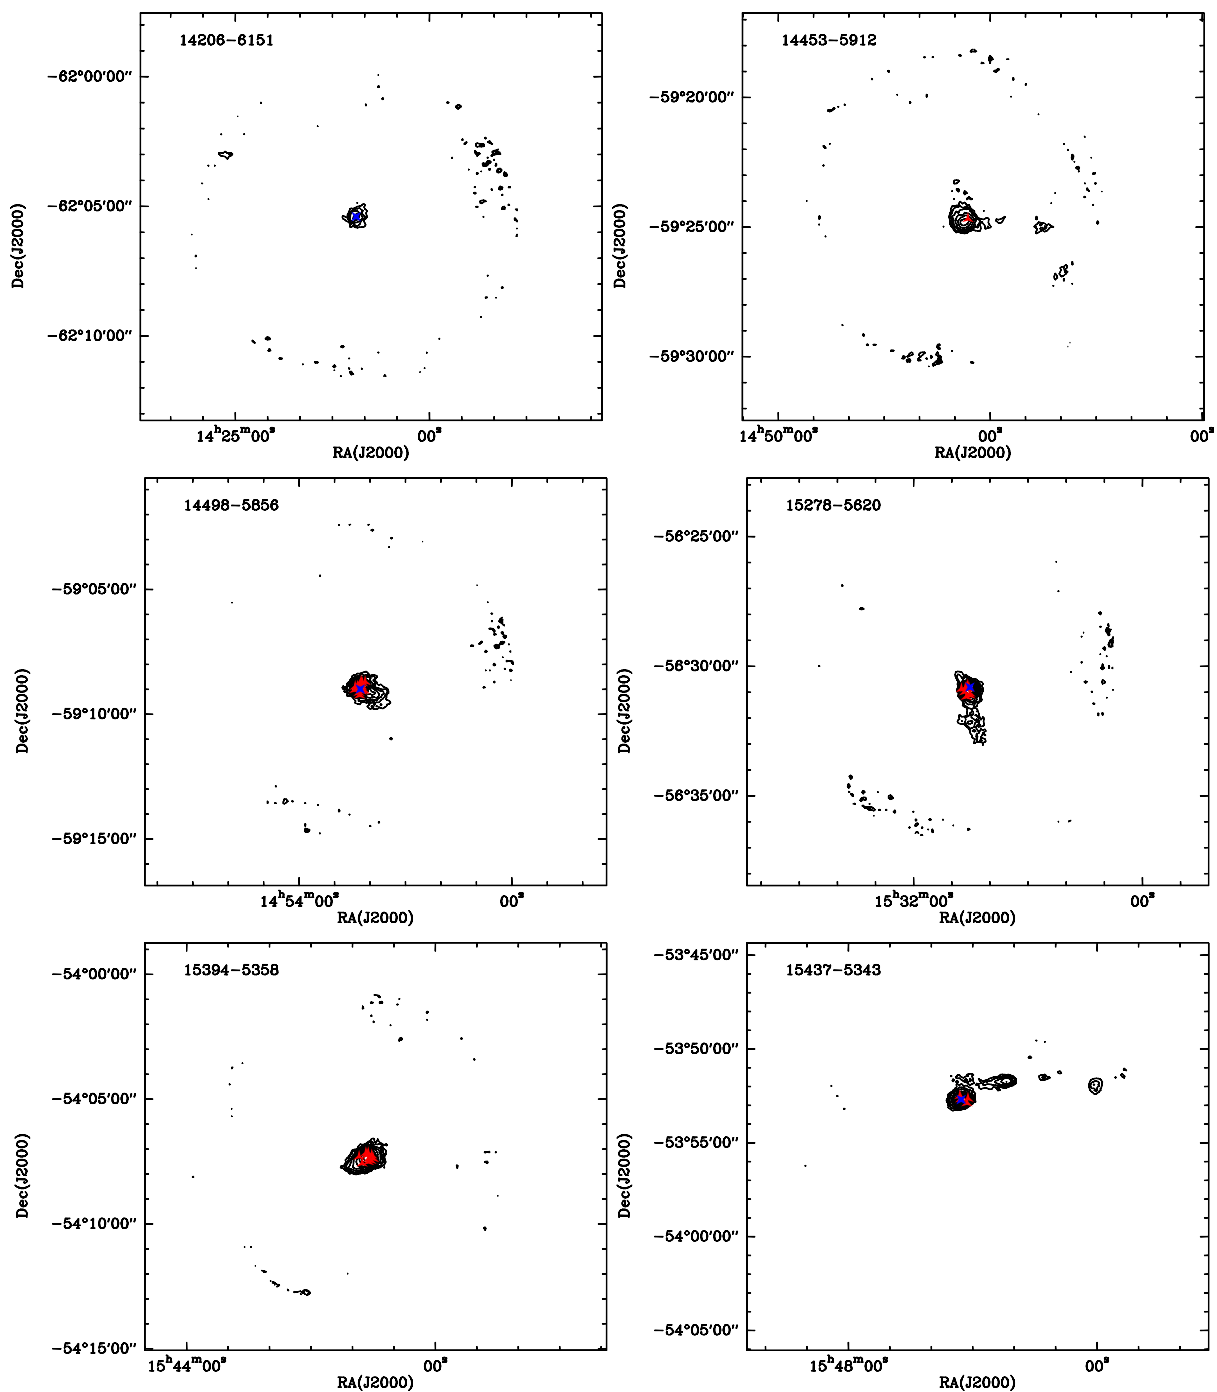 14206−6151
−62°00′00″
−62°05′00″
−62°10′00″
Dec(J2000)
14ʰ25ᵐ00ˢ 00ˢ
RA(J2000)
14453−5912
−59°20′00″
−59°25′00″
−59°30′00″
Dec(J2000)
14ʰ50ᵐ00ˢ 00ˢ 00ˢ
RA(J2000)
14498−5856
−59°05′00″
−59°10′00″
−59°15′00″
Dec(J2000)
14ʰ54ᵐ00ˢ 00ˢ
RA(J2000)
15278−5620
−56°25′00″
−56°30′00″
−56°35′00″
Dec(J2000)
15ʰ32ᵐ00ˢ 00ˢ
RA(J2000)
15394−5358
−54°00′00″
−54°05′00″
−54°10′00″
−54°15′00″
Dec(J2000)
15ʰ44ᵐ00ˢ 00ˢ
RA(J2000)
15437−5343
−53°45′00″
−53°50′00″
−53°55′00″
−54°00′00″
−54°05′00″
Dec(J2000)
15ʰ48ᵐ00ˢ 00ˢ
RA(J2000)